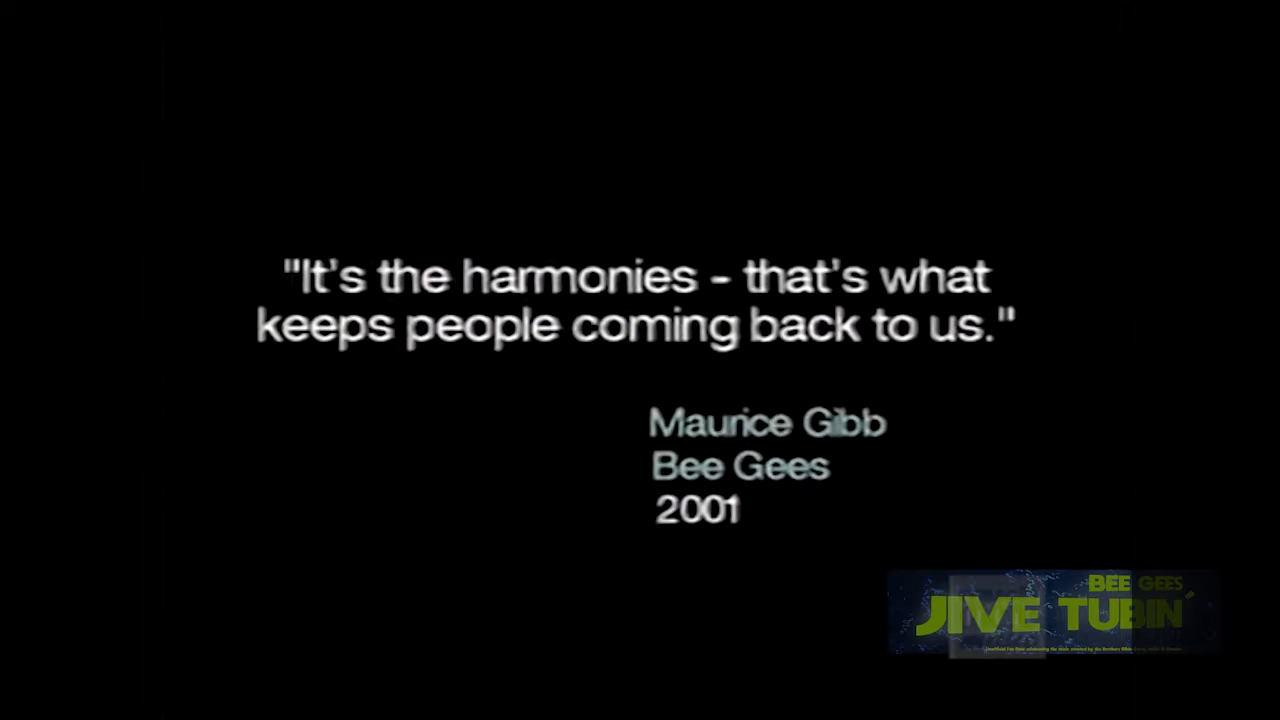 "It's the harmonies - that's what
keeps people coming back to us."
Maurice Gibb
Bee Gees
2001
BEE GEES
JIVE TUBIN´